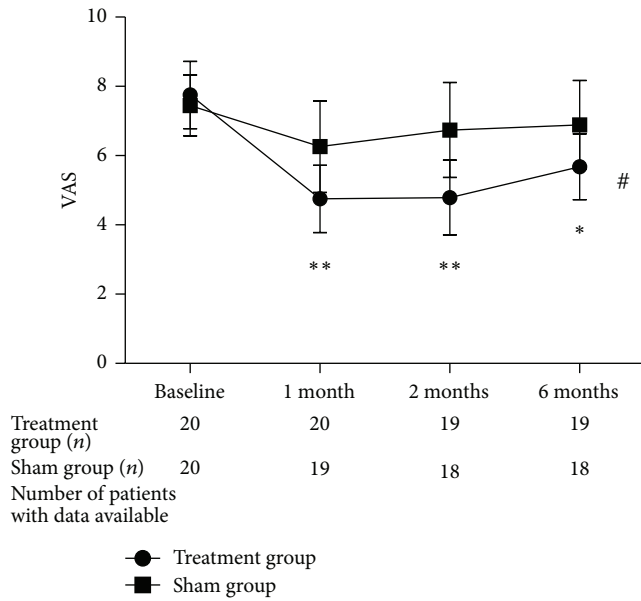 10
8
6
4
2
0
VAS
** ** * #
Baseline 1 month 2 months 6 months
Treatment group (n) 20 20 19 19
Sham group (n) 20 19 18 18
Number of patients
with data available
Treatment group
Sham group